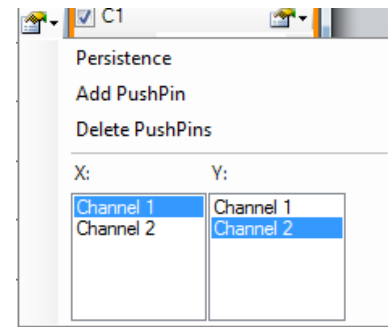 C1
Persistence
Add PushPin
Delete PushPins
X: Y:
Channel 1 Channel 1
Channel 2 Channel 2